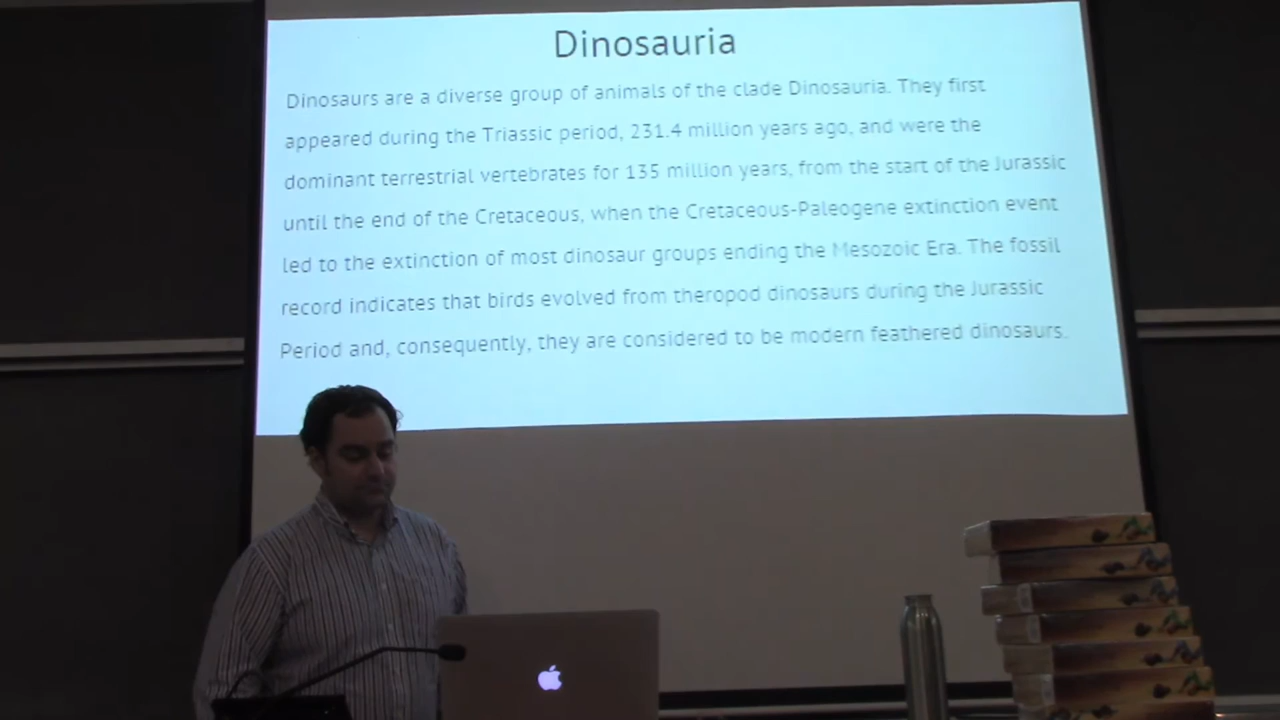 Dinosauria
Dinosaurs are a diverse group of animals of the clade Dinosauria. They first
appeared during the Triassic period, 231.4 million years ago, and were the
dominant terrestrial vertebrates for 135 million years, from the start of the Jurassic
until the end of the Cretaceous, when the Cretaceous-Paleogene extinction event
led to the extinction of most dinosaur groups ending the Mesozoic Era. The fossil
record indicates that birds evolved from theropod dinosaurs during the Jurassic
Period and, consequently, they are considered to be modern feathered dinosaurs.